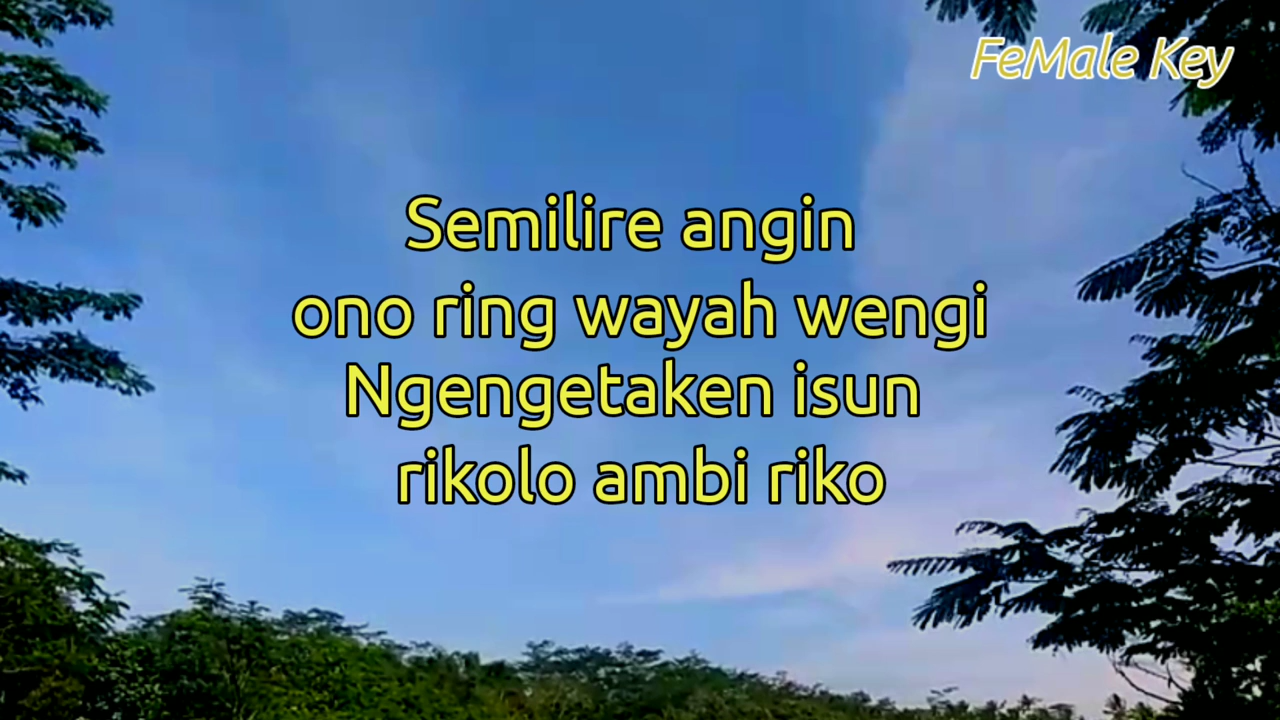 FeMale Key
Semilire angin
ono ring wayah wengi
Ngengetaken isun
rikolo ambi riko